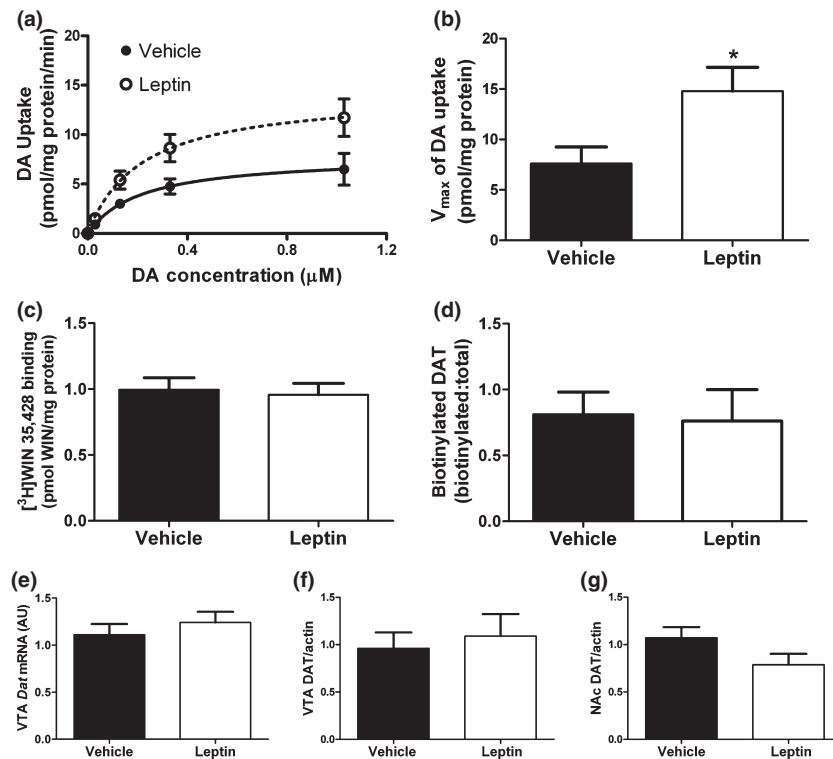 (a)
DA Uptake
(pmol/mg protein/min)
20
15
10
5
0
Vehicle
Leptin
0.0
0.4
0.8
1.2
DA concentration (μM)
(b)
Vmax of DA uptake
(pmol/mg protein)
20
15
10
5
0
*
Vehicle
Leptin
(c)
[³H]WIN 35,428 binding
(pmol WIN/mg protein)
1.5
1.0
0.5
0.0
Vehicle
Leptin
(d)
Biotinylated DAT
(biotinylated:total)
1.5
1.0
0.5
0.0
Vehicle
Leptin
(e)
VTA Dat mRNA (AU)
1.5
1.0
0.5
0.0
Vehicle
Leptin
(f)
VTA DAT/actin
1.5
1.0
0.5
0.0
Vehicle
Leptin
(g)
NAc DAT/actin
1.5
1.0
0.5
0.0
Vehicle
Leptin